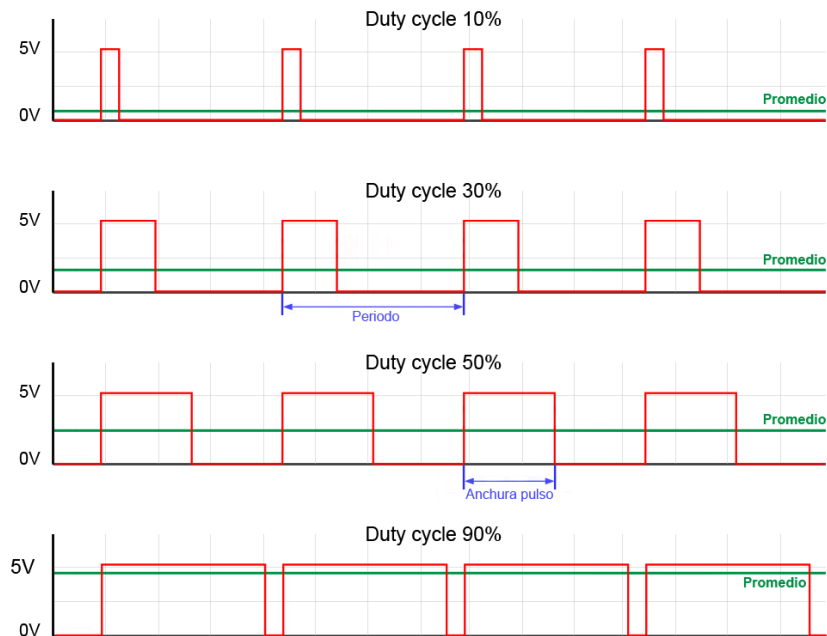 Duty cycle 10%
5V
Promedio
0V
Duty cycle 30%
5V
Promedio
0V
Periodo
Duty cycle 50%
5V
Promedio
0V
Anchura pulso
Duty cycle 90%
5V
Promedio
0V